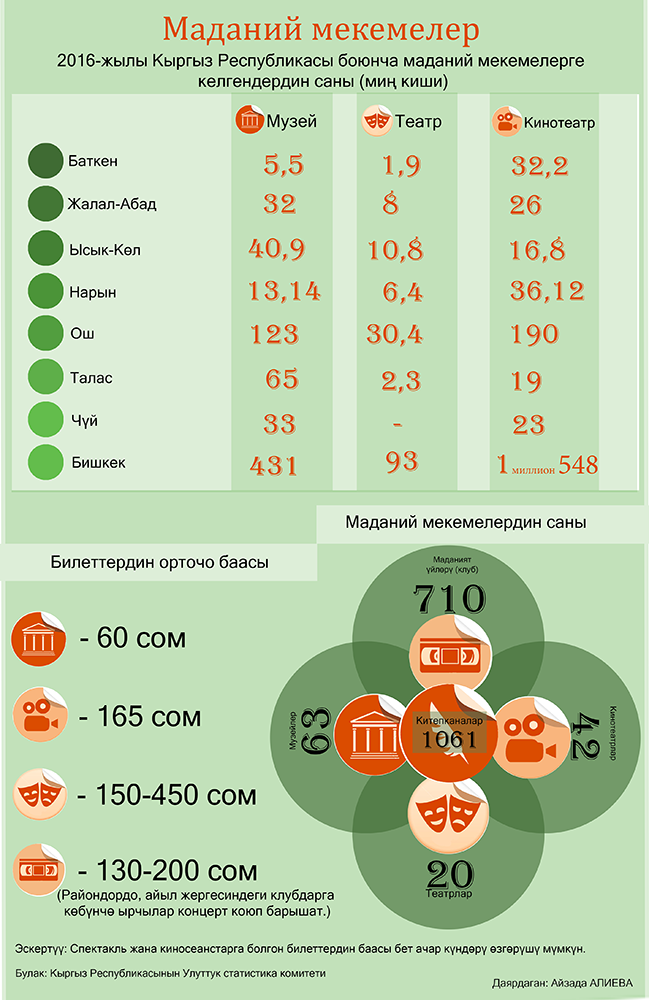 Маданий мекемелер
2016-жылы Кыргыз Республикасы боюнча маданий мекемелерге
келгендердин саны (миң киши)
Музей Театр Кинотеатр
Баткен 5,5 1,9 32,2
Жалал-Абад 32 8 26
Ысык-Көл 40,9 10,8 16,8
Нарын 13,14 6,4 36,12
Ош 123 30,4 190
Талас 65 2,3 19
Чүй 33 - 23
Бишкек 431 93 1 миллион 548
Билеттердин орточо баасы
- 60 сом
- 165 сом
- 150-450 сом
- 130-200 сом
(Райондордо, айыл жергесиндеги клубдарга
көбүнчө ырчылар концерт коюп барышат.)
Маданий мекемелердин саны
Маданият
үйлөрү (клуб)
710
Музейлер
63
Китепканалар
1061
42
Кинотеатрлар
20
Театрлар
Эскертүү: Спектакль жана киносеанстарга болгон билеттердин баасы бет ачар күндөрү өзгөрүшү мүмкүн.
Булак: Кыргыз Республикасынын Улуттук статистика комитети
Даярдаган: Айзада АЛИЕВА